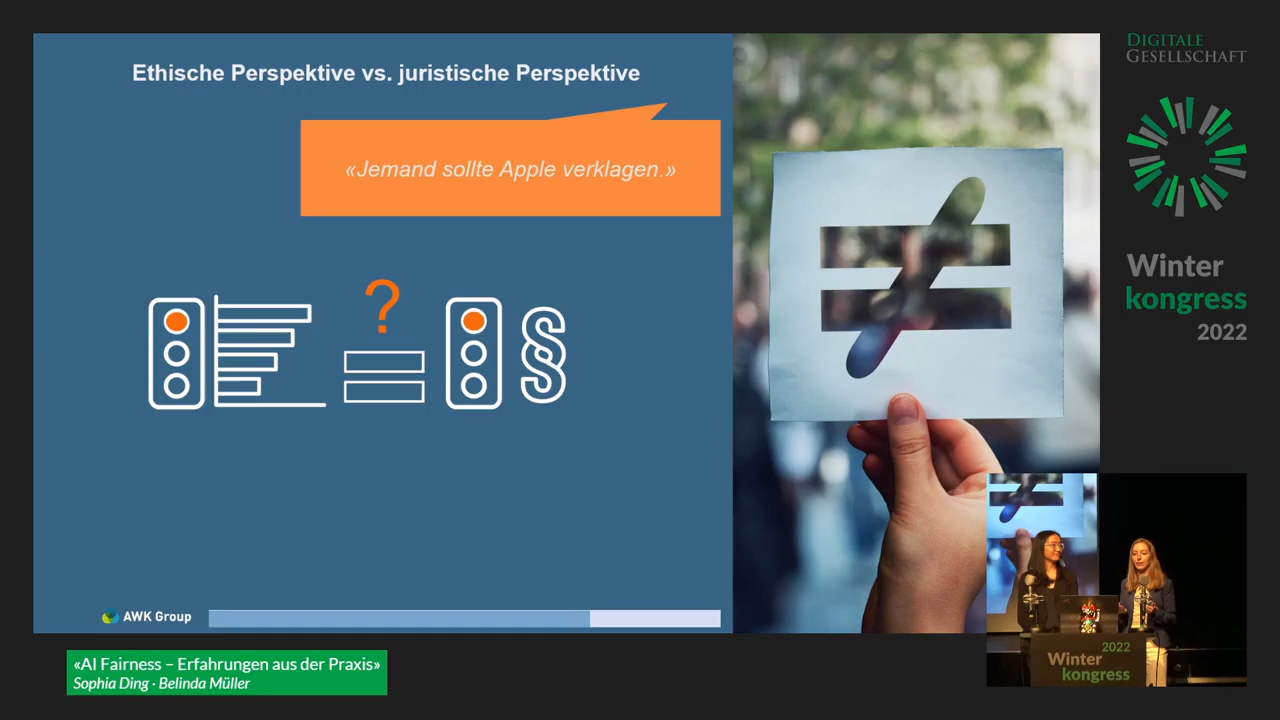 Ethische Perspektive vs. juristische Perspektive
«Jemand sollte Apple verklagen.»
?
§
AWK Group
«AI Fairness – Erfahrungen aus der Praxis»
Sophia Ding · Belinda Müller
DIGITALE
GESELLSCHAFT
Winter
kongress
2022
2022
Winter
kongress